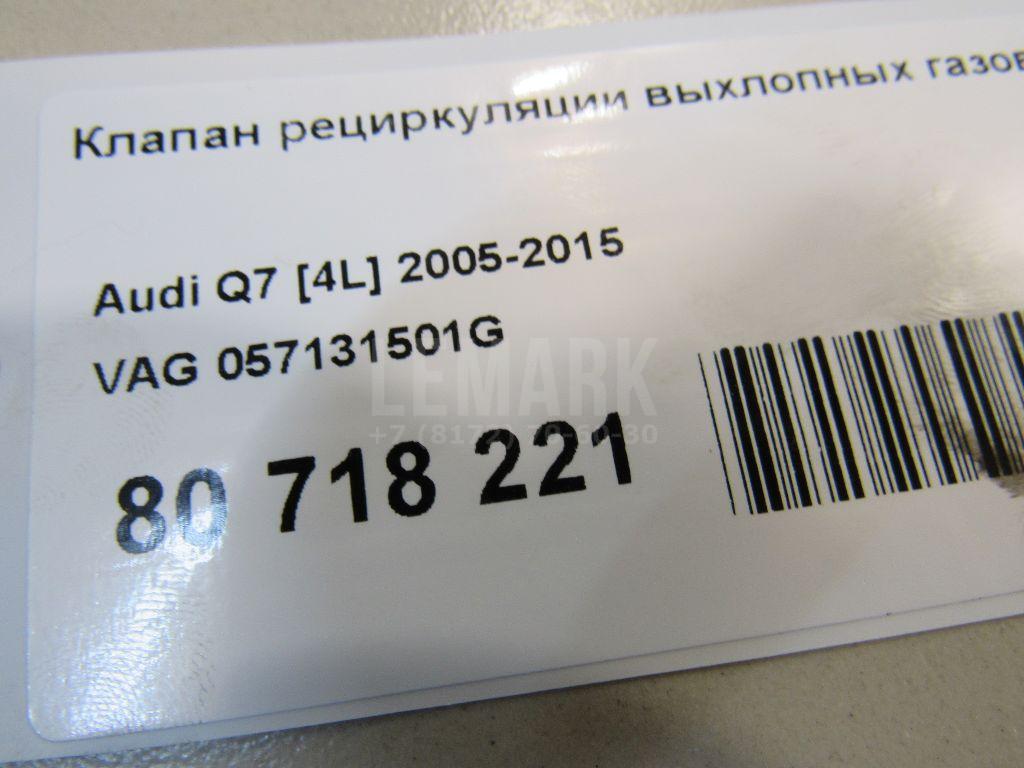 Клапан рециркуляции выхлопных газов
Audi Q7 [4L] 2005-2015
VAG 057131501G
LEMARK
80 718 221